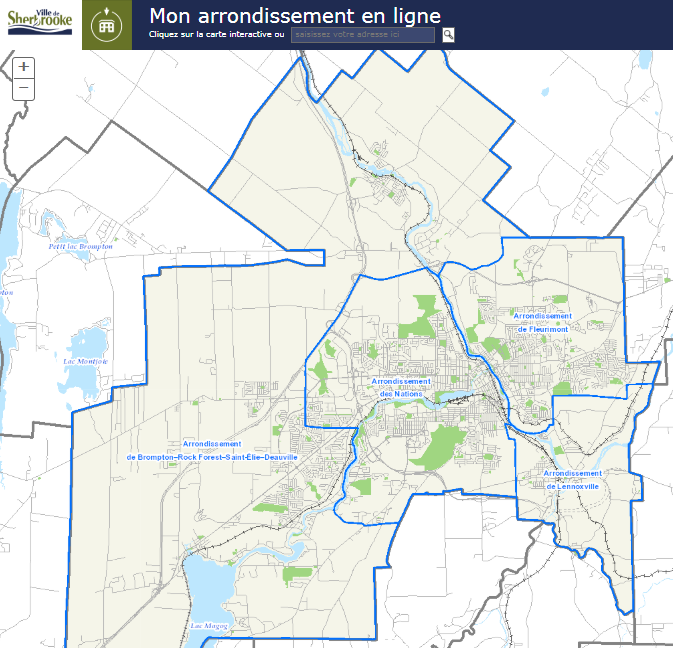 Ville de
Sherbrooke
Mon arrondissement en ligne
Cliquez sur la carte interactive ou
saisissez votre adresse ici
+
−
Petit lac Brompton
Lac Montjoie
Arrondissement
de Fleurimont
Arrondissement
des Nations
Arrondissement
de Brompton–Rock Forest–Saint-Élie–Deauville
Arrondissement
de Lennoxville
Lac Magog